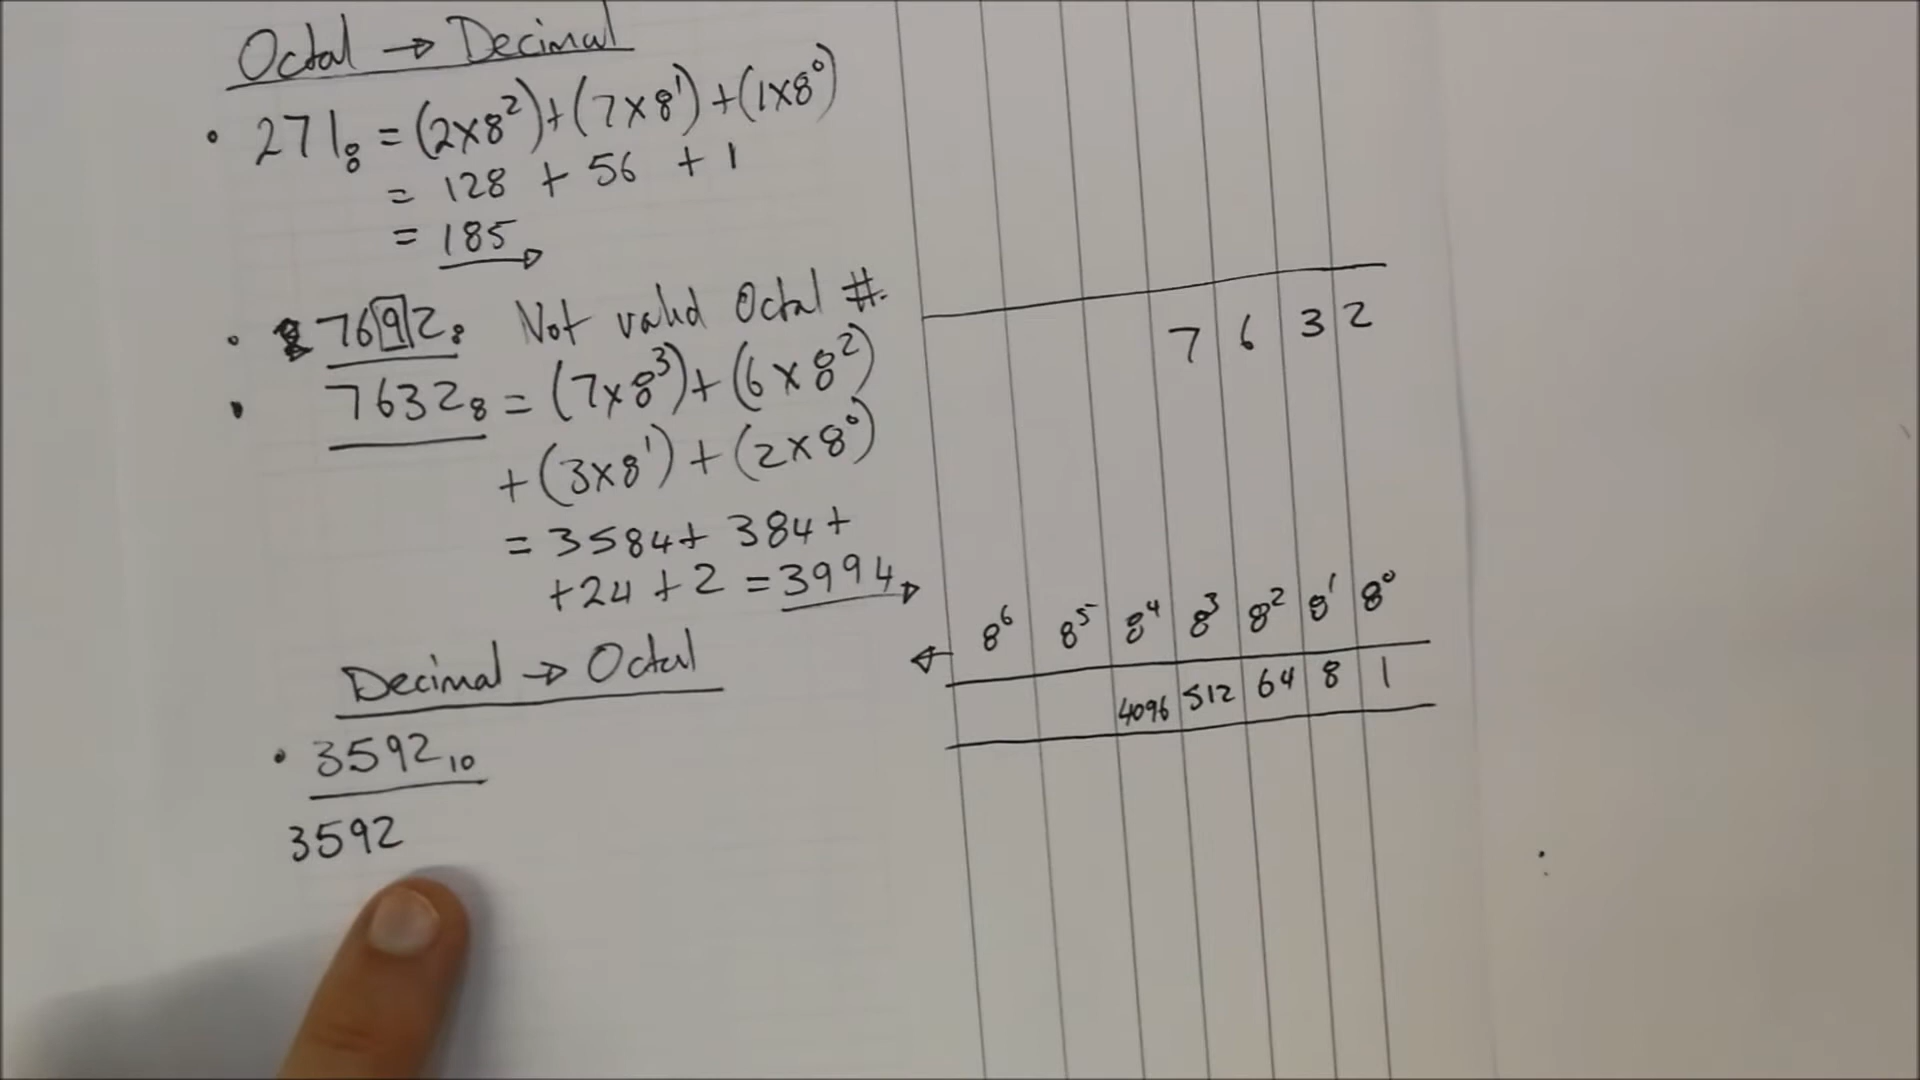 Octal → Decimal
• 271₈ = (2×8²)+(7×8¹)+(1×8⁰)
= 128 + 56 + 1
= 185
• 7692₈ Not valid Octal #.
• 7632₈ = (7×8³)+(6×8²)
+(3×8¹)+(2×8⁰)
= 3584+ 384+
+24+2 = 3994
Decimal → Octal
• 3592₁₀
3592
7 6 3 2
8⁶ 8⁵ 8⁴ 8³ 8² 8¹ 8⁰
4096 512 64 8 1